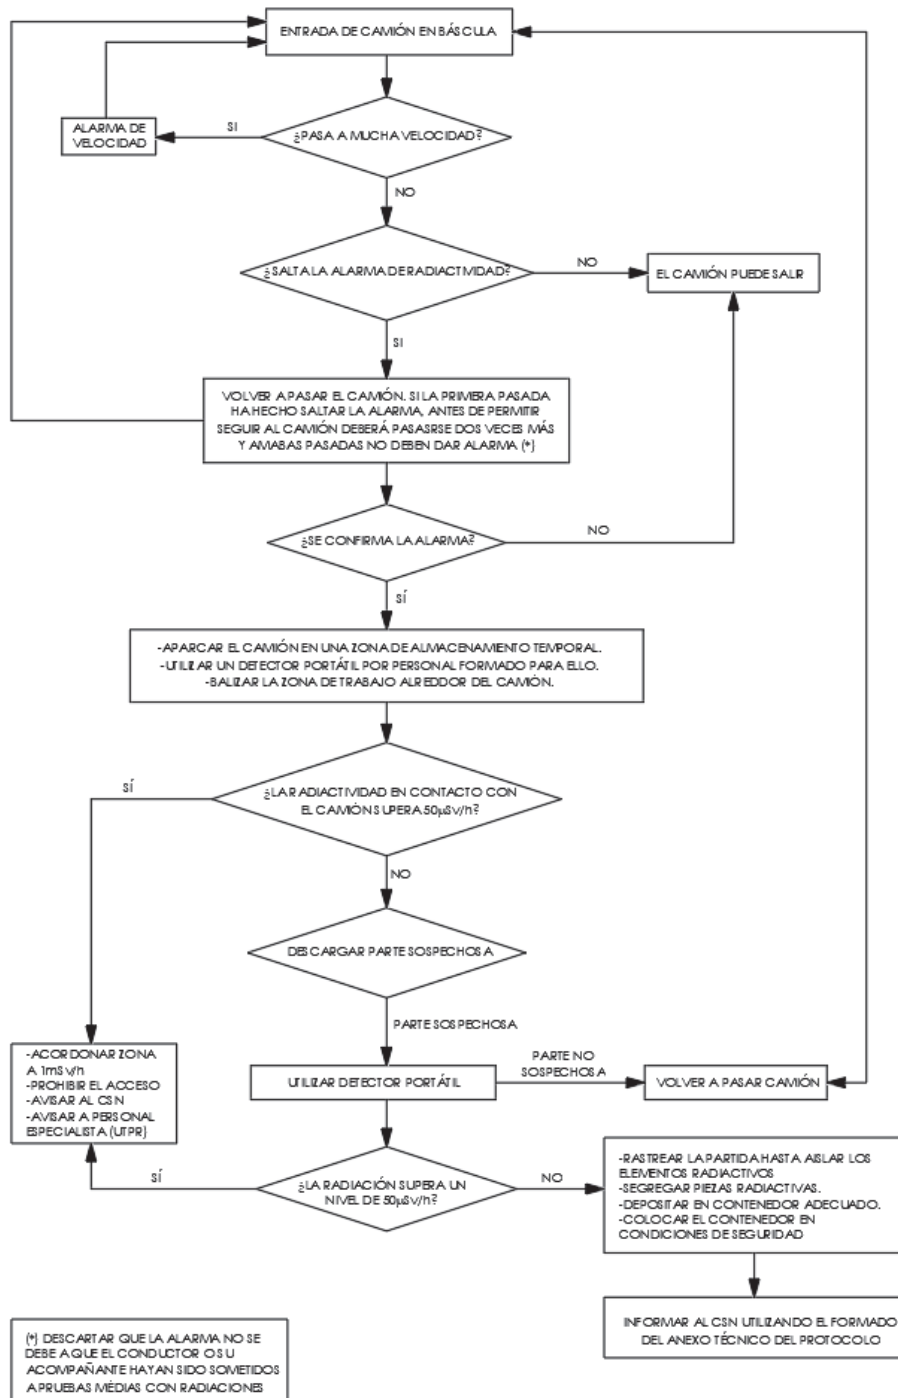 ENTRADA DE CAMIÓN EN BÁSCULA
¿PASA A MUCHA VELOCIDAD?
SI
ALARMA DE
VELOCIDAD
NO
¿SALTA LA ALARMA DE RADIACTIVIDAD?
NO
EL CAMIÓN PUEDE SALIR
SI
VOLVER A PASAR EL CAMIÓN. SI LA PRIMERA PASADA
HA HECHO SALTAR LA ALARMA, ANTES DE PERMITIR
SEGUIR AL CAMIÓN DEBERÁ PASASRSE DOS VECES MÁS
Y AMABAS PASADAS NO DEBEN DAR ALARMA (*)
¿SE CONFIRMA LA ALARMA?
NO
SÍ
-APARCAR EL CAMIÓN EN UNA ZONA DE ALMACENAMIENTO TEMPORAL.
-UTILIZAR UN DETECTOR PORTÁTIL POR PERSONAL FORMADO PARA ELLO.
-BALIZAR LA ZONA DE TRABAJO ALREDDOR DEL CAMIÓN.
¿LA RADIACTIVIDAD EN CONTACTO CON
EL CAMIÓN SUPERA 50µSv/h?
SÍ
NO
DESCARGAR PARTE SOSPECHOSA
PARTE SOSPECHOSA
UTILIZAR DETECTOR PORTÁTIL
PARTE NO
SOSPECHOSA
VOLVER A PASAR CAMIÓN
-ACORDONAR ZONA
A 1mSv/h
-PROHIBIR EL ACCESO
-AVISAR AL CSN
-AVISAR A PERSONAL
ESPECIALISTA (UTPR)
¿LA RADIACIÓN SUPERA UN
NIVEL DE 50µSv/h?
SÍ
NO
-RASTREAR LA PARTIDA HASTA AISLAR LOS
ELEMENTOS RADIACTIVOS
-SEGREGAR PIEZAS RADIACTIVAS.
-DEPOSITAR EN CONTENEDOR ADECUADO.
-COLOCAR EL CONTENEDOR EN
CONDICIONES DE SEGURIDAD
INFORMAR AL CSN UTILIZANDO EL FORMADO
DEL ANEXO TÉCNICO DEL PROTOCOLO
(*) DESCARTAR QUE LA ALARMA NO SE
DEBE A QUE EL CONDUCTOR O SU
ACOMPAÑANTE HAYAN SIDO SOMETIDOS
A PRUEBAS MÉDIAS CON RADIACIONES